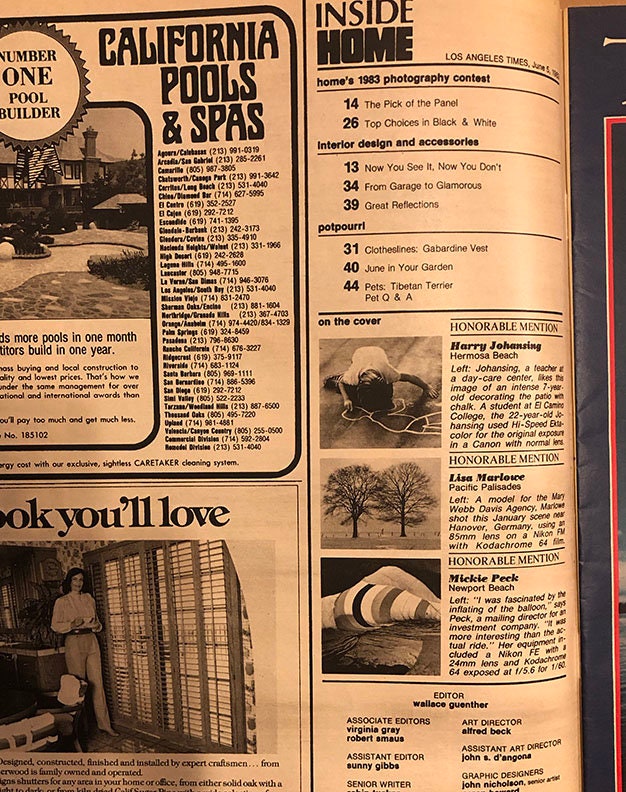 NUMBER
ONE
POOL
BUILDER
CALIFORNIA
POOLS
& SPAS
Agoura/Calabasas (213) 991-0319
Arcadia/San Gabriel (213) 285-2261
Camarillo (805) 987-3805
Chatsworth/Canoga Park (213) 991-3642
Cerritos/Long Beach (213) 531-4040
Chino/Diamond Bar (714) 627-5995
El Centro (619) 352-2527
El Cajon (619) 292-7212
Escondido (619) 741-1395
Glendale-Burbank (213) 242-3173
Glendora/Covina (213) 335-4910
Hacienda Heights/Walnut (213) 331-1966
High Desert (619) 242-2628
Laguna Hills (714) 495-1600
Lancaster (805) 948-7715
La Verne/San Dimas (714) 946-3076
Los Angeles/South Bay (213) 531-4040
Mission Viejo (714) 831-2470
Sherman Oaks/Encino (213) 881-1604
Northridge/Granada Hills (213) 367-4703
Orange/Anaheim (714) 974-4420/834-1329
Palm Springs (619) 324-8459
Pasadena (213) 796-8630
Rancho California (714) 676-3227
Ridgecrest (619) 375-9117
Riverside (714) 683-1124
Santa Barbara (805) 969-1111
San Bernardino (714) 886-5396
San Diego (619) 292-7212
Simi Valley (805) 522-2233
Tarzana/Woodland Hills (213) 887-6500
Thousand Oaks (805) 495-7220
Upland (714) 981-4881
Valencia/Canyon Country (805) 255-0500
Commercial Division (714) 592-2804
Remodel Division (213) 531-4040
ds more pools in one month
titors build in one year.
mass buying and local construction to
ality and lowest prices. That's how we
under the same management for over
ational and international awards than
ou'll pay too much and get much less.
No. 185102
ergy cost with our exclusive, sightless CARETAKER cleaning system.
ook you'll love
Designed, constructed, finished and installed by expert craftsmen... from
erwood is family owned and operated.
igns shutters for any area in your home or office, from either solid oak with a
INSIDE
HOME
LOS ANGELES TIMES, June 5,
home's 1983 photography contest
14 The Pick of the Panel
26 Top Choices in Black & White
interior design and accessories
13 Now You See It, Now You Don't
34 From Garage to Glamorous
39 Great Reflections
potpourri
31 Clotheslines: Gabardine Vest
40 June in Your Garden
44 Pets: Tibetan Terrier
Pet Q & A
on the cover
HONORABLE MENTION
Harry Johansing
Hermosa Beach
Left: Johansing, a teacher at
a day-care center, likes this
image of an intense 7-year-
old decorating the patio with
chalk. A student at El Camino
College, the 22-year-old Jo-
hansing used Hi-Speed Ekta-
color for the original exposure
in a Canon with normal lens.
HONORABLE MENTION
Lisa Marlowe
Pacific Palisades
Left: A model for the Mary
Webb Davis Agency, Marlowe
shot this January scene near
Hanover, Germany, using an
85mm lens on a Nikon FM
with Kodachrome 64 film.
HONORABLE MENTION
Mickie Peck
Newport Beach
Left: "I was fascinated by the
inflating of the balloon," says
Peck, a mailing director for an
investment company. "It was
more interesting than the ac-
tual ride." Her equipment in-
cluded a Nikon FE with a
24mm lens and Kodachrome
64 exposed at f/5.6 for 1/60.
EDITOR
wallace guenther
ASSOCIATE EDITORS
virginia gray
robert amaus
ASSISTANT EDITOR
sunny gibbs
SENIOR WRITER
ART DIRECTOR
alfred beck
ASSISTANT ART DIRECTOR
john s. d'angona
GRAPHIC DESIGNERS
john nicholson, senior artist